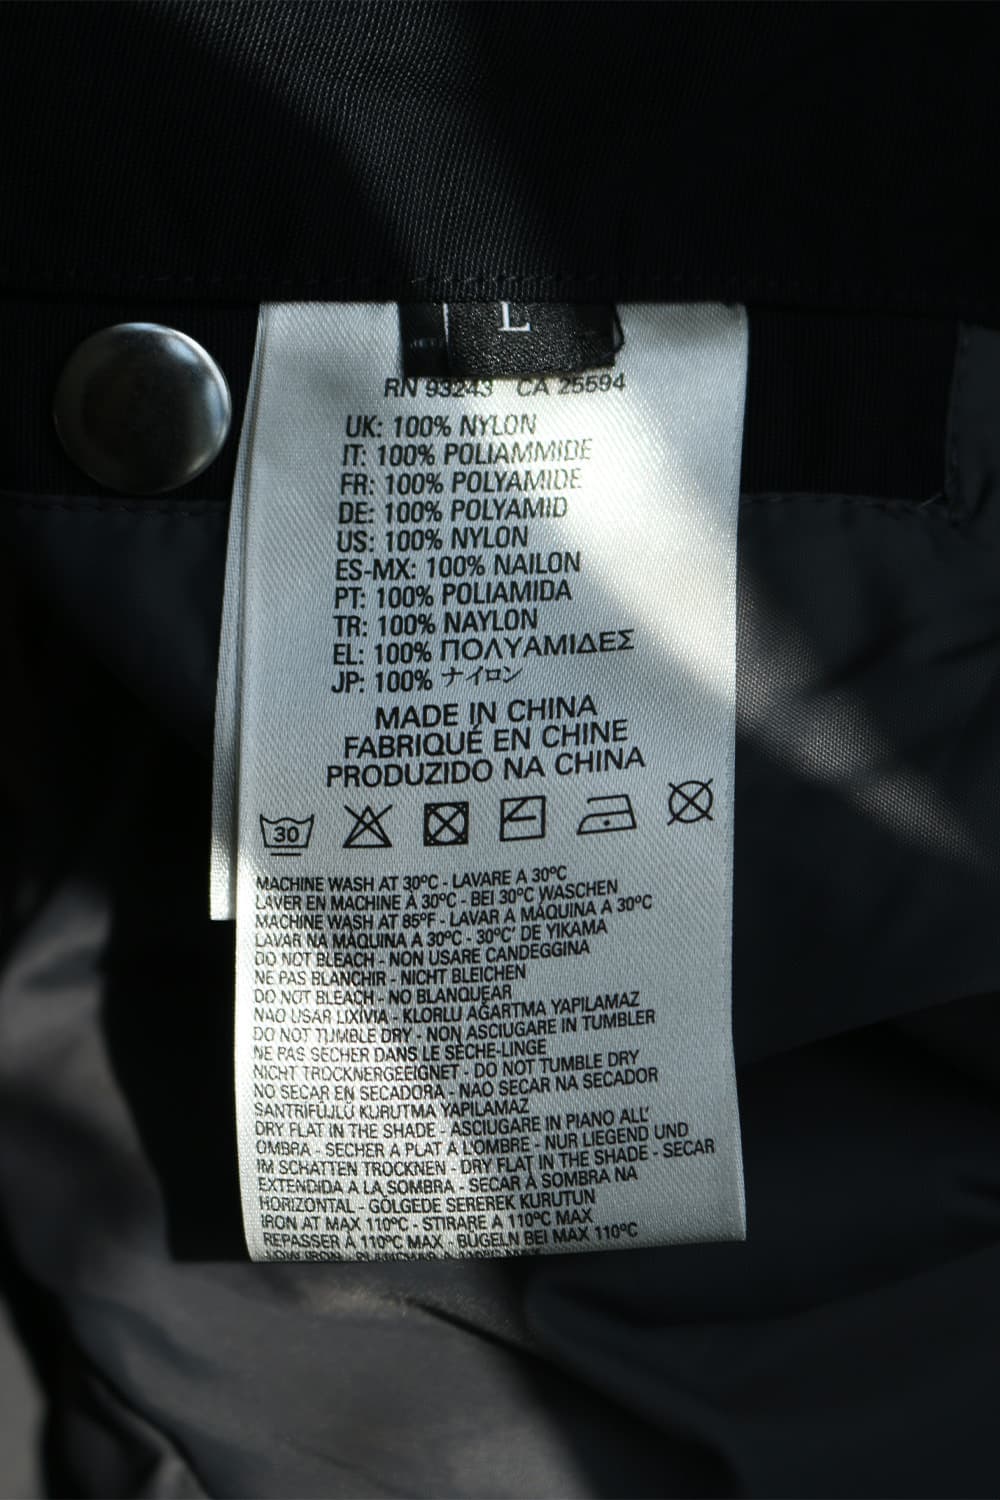 L
RN 93243 CA 25594
UK: 100% NYLON
IT: 100% POLIAMMIDE
FR: 100% POLYAMIDE
DE: 100% POLYAMID
US: 100% NYLON
ES-MX: 100% NAILON
PT: 100% POLIAMIDA
TR: 100% NAYLON
EL: 100% ΠΟΛΥΑΜΙΔΕΣ
JP: 100% ナイロン
MADE IN CHINA
FABRIQUÉ EN CHINE
PRODUZIDO NA CHINA
30
MACHINE WASH AT 30ºC - LAVARE A 30ºC
LAVER EN MACHINE À 30ºC - BEI 30ºC WASCHEN
MACHINE WASH AT 85ºF - LAVAR A MÁQUINA A 30ºC
LAVAR NA MÁQUINA A 30ºC - 30ºC' DE YIKAMA
DO NOT BLEACH - NON USARE CANDEGGINA
NE PAS BLANCHIR - NICHT BLEICHEN
DO NOT BLEACH - NO BLANQUEAR
NÃO USAR LIXÍVIA - KLORLU AĞARTMA YAPILAMAZ
DO NOT TUMBLE DRY - NON ASCIUGARE IN TUMBLER
NE PAS SÉCHER DANS LE SÈCHE-LINGE
NICHT TROCKNERGEEIGNET - DO NOT TUMBLE DRY
NO SECAR EN SECADORA - NÃO SECAR NA SECADOR
SANTRİFÜJLÜ KURUTMA YAPILAMAZ
DRY FLAT IN THE SHADE - ASCIUGARE IN PIANO ALL'
OMBRA - SÉCHER À PLAT À L'OMBRE - NUR LIEGEND UND
IM SCHATTEN TROCKNEN - DRY FLAT IN THE SHADE - SECAR
EXTENDIDA A LA SOMBRA - SECAR À SOMBRA NA
HORIZONTAL - GÖLGEDE SEREREK KURUTUN
IRON AT MAX 110ºC - STIRARE A 110ºC MAX
REPASSER À 110ºC MAX - BÜGELN BEI MAX 110ºC